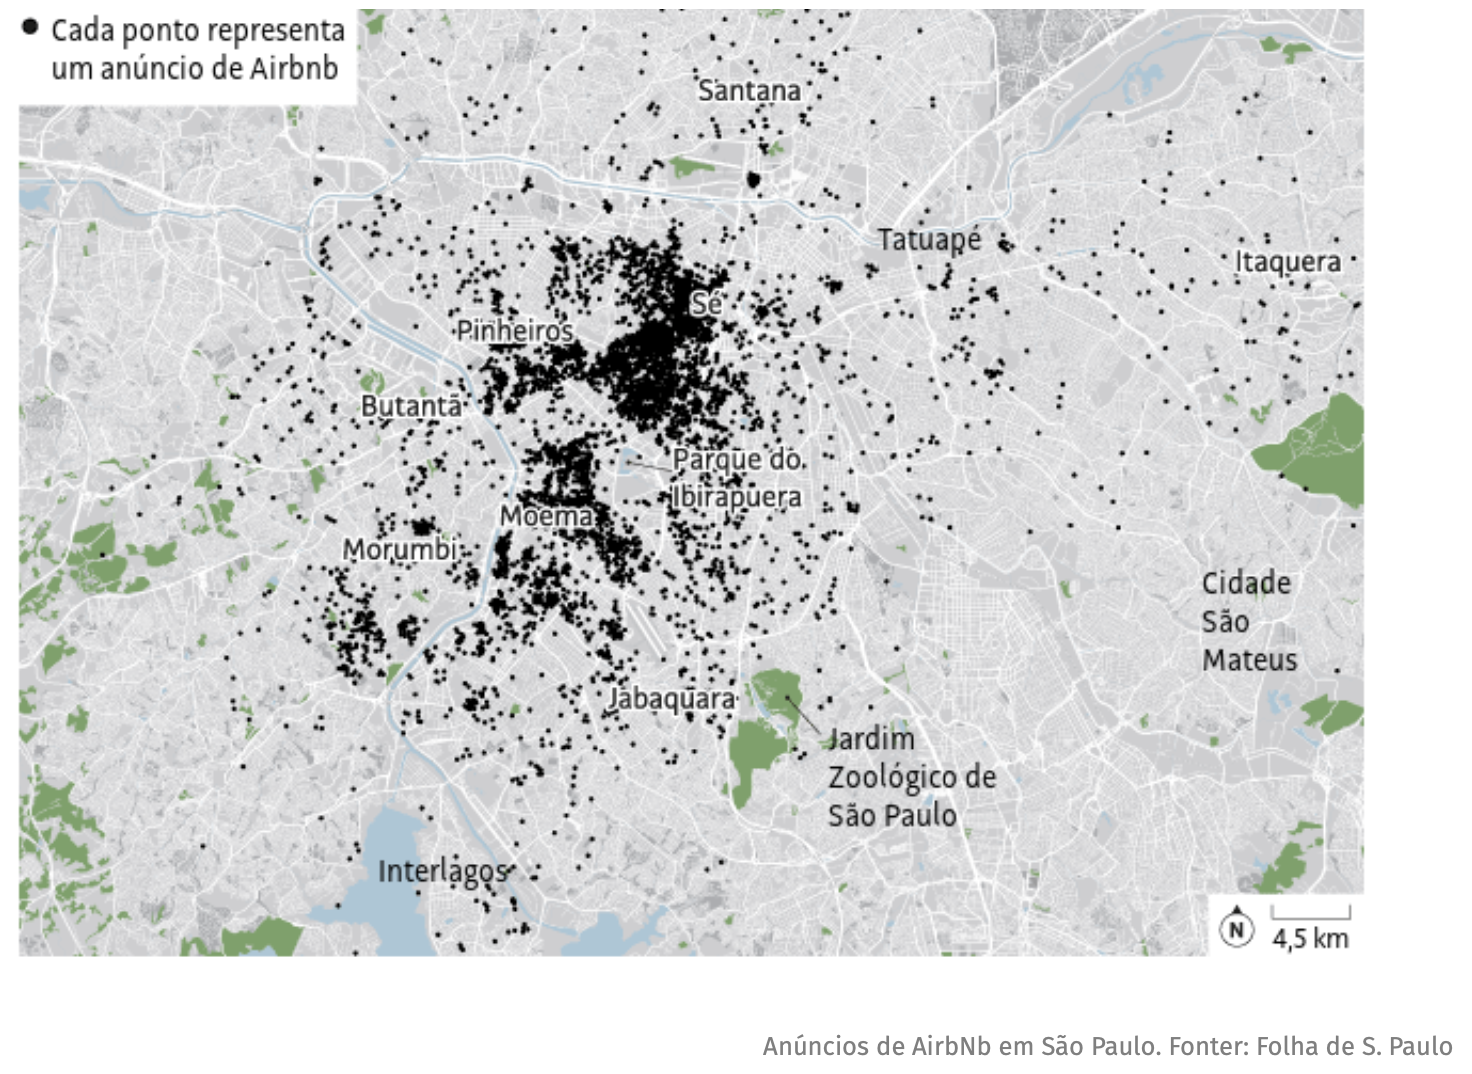 Cada ponto representa
um anúncio de Airbnb
Santana
Tatuapé
Itaquera
Sé
Pinheiros
Butantã
Parque do
Ibirapuera
Moema
Morumbi
Cidade
São
Mateus
Jabaquara
Jardim
Zoológico de
São Paulo
Interlagos
N
4,5 km
Anúncios de AirbNb em São Paulo. Fonter: Folha de S. Paulo